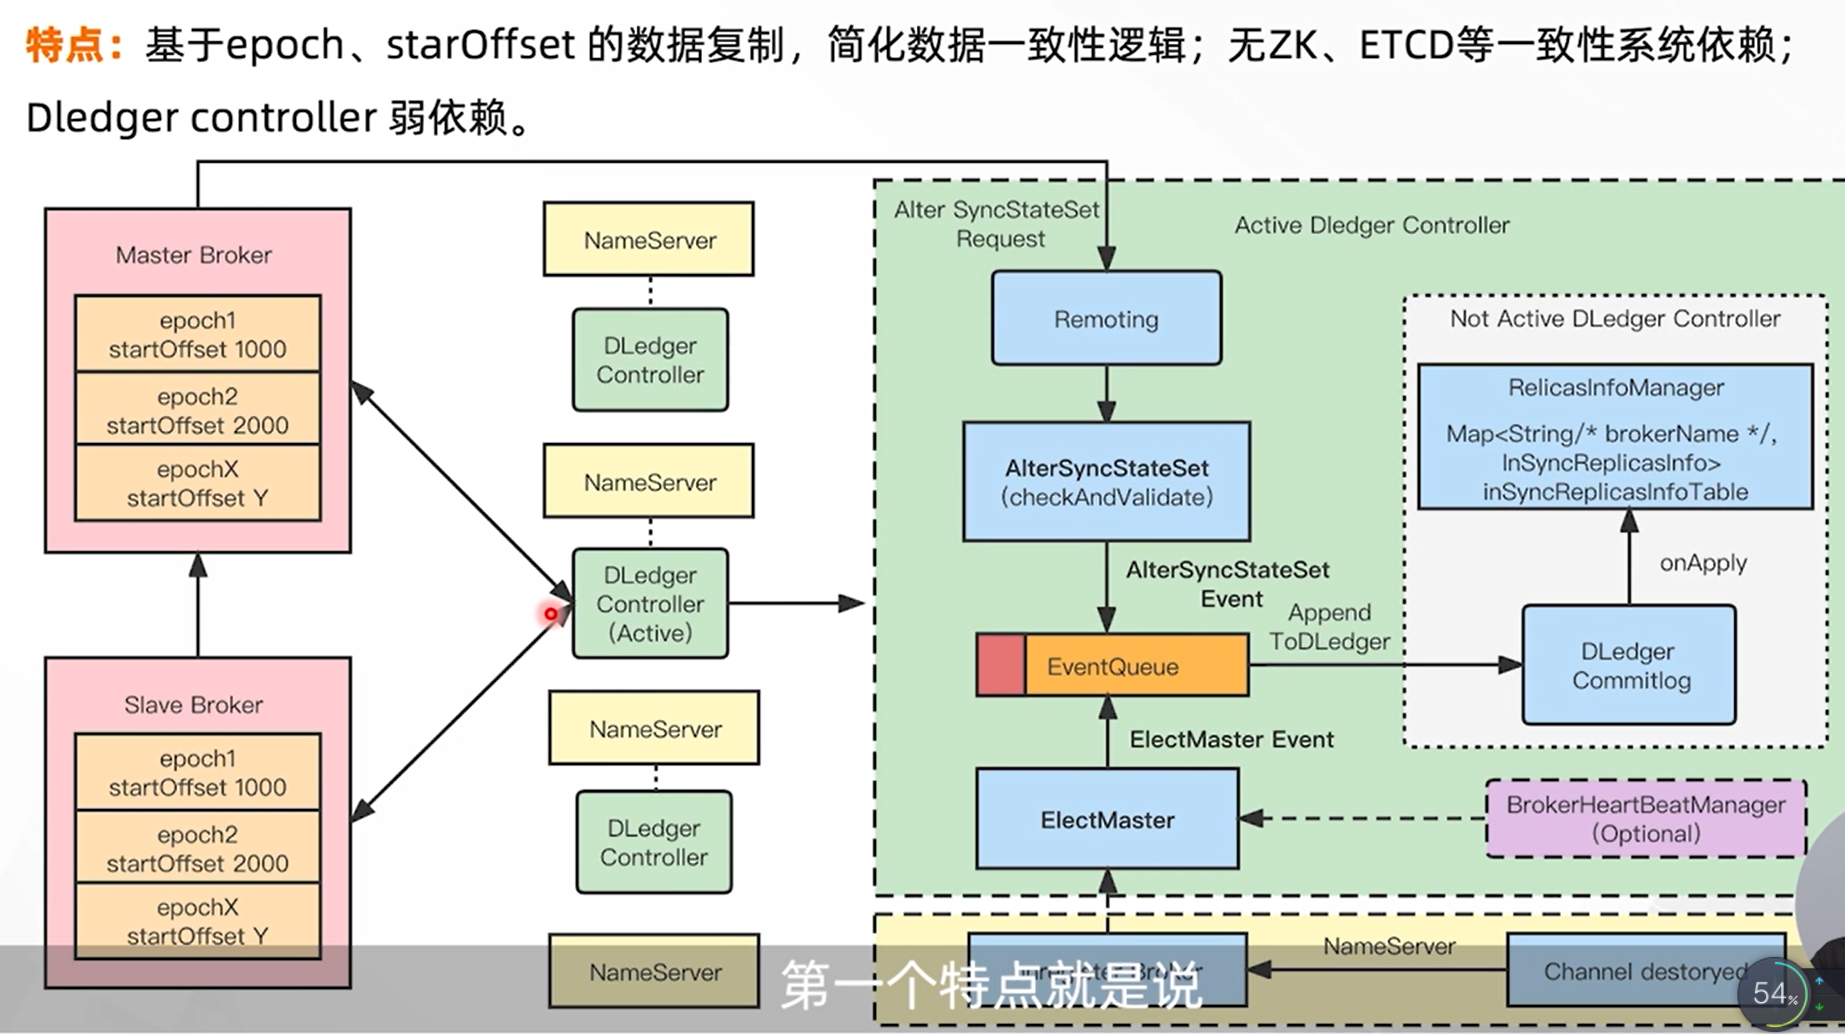 特点：基于epoch、starOffset 的数据复制，简化数据一致性逻辑；无ZK、ETCD等一致性系统依赖；
Dledger controller 弱依赖。
Master Broker
epoch1
startOffset 1000
epoch2
startOffset 2000
epochX
startOffset Y
Slave Broker
epoch1
startOffset 1000
epoch2
startOffset 2000
epochX
startOffset Y
NameServer
DLedger
Controller
NameServer
DLedger
Controller
(Active)
NameServer
DLedger
Controller
NameServer
Alter SyncStateSet
Request
Active Dledger Controller
Remoting
AlterSyncStateSet
(checkAndValidate)
AlterSyncStateSet
Event
EventQueue
Append
ToDLedger
ElectMaster Event
ElectMaster
Not Active DLedger Controller
RelicasInfoManager
Map<String/* brokerName */,
InSyncReplicasInfo>
inSyncReplicasInfoTable
onApply
DLedger
Commitlog
BrokerHeartBeatManager
(Optional)
NameServer
Channel destoryed
第一个特点就是说
54%